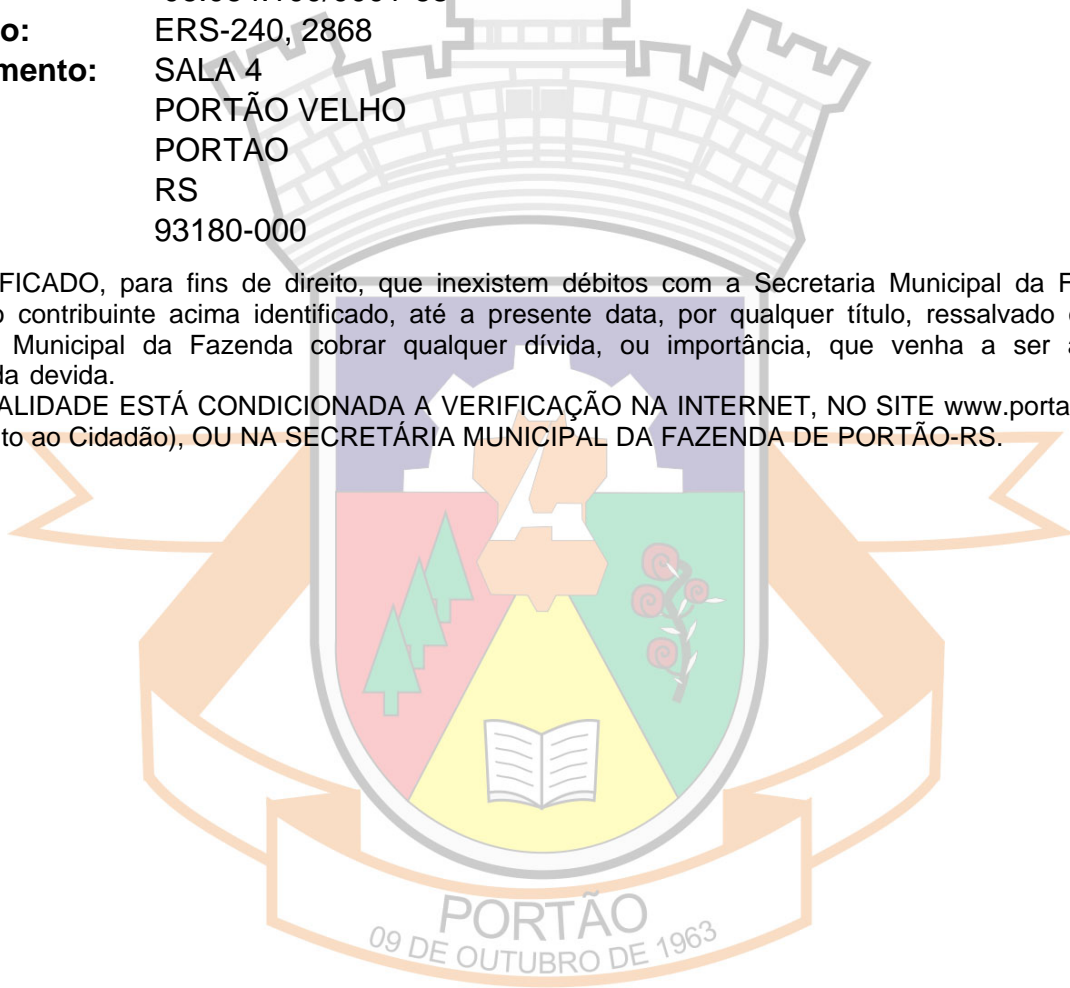 o: ERS-240, 2868
mento: SALA 4
PORTÃO VELHO
PORTAO
RS
93180-000
FICADO, para fins de direito, que inexistem débitos com a Secretaria Municipal da F
o contribuinte acima identificado, até a presente data, por qualquer título, ressalvado
Municipal da Fazenda cobrar qualquer dívida, ou importância, que venha a ser a
da devida.
ALIDADE ESTÁ CONDICIONADA A VERIFICAÇÃO NA INTERNET, NO SITE www.porta
to ao Cidadão), OU NA SECRETÁRIA MUNICIPAL DA FAZENDA DE PORTÃO-RS.
PORTÃO
09 DE OUTUBRO DE 1963